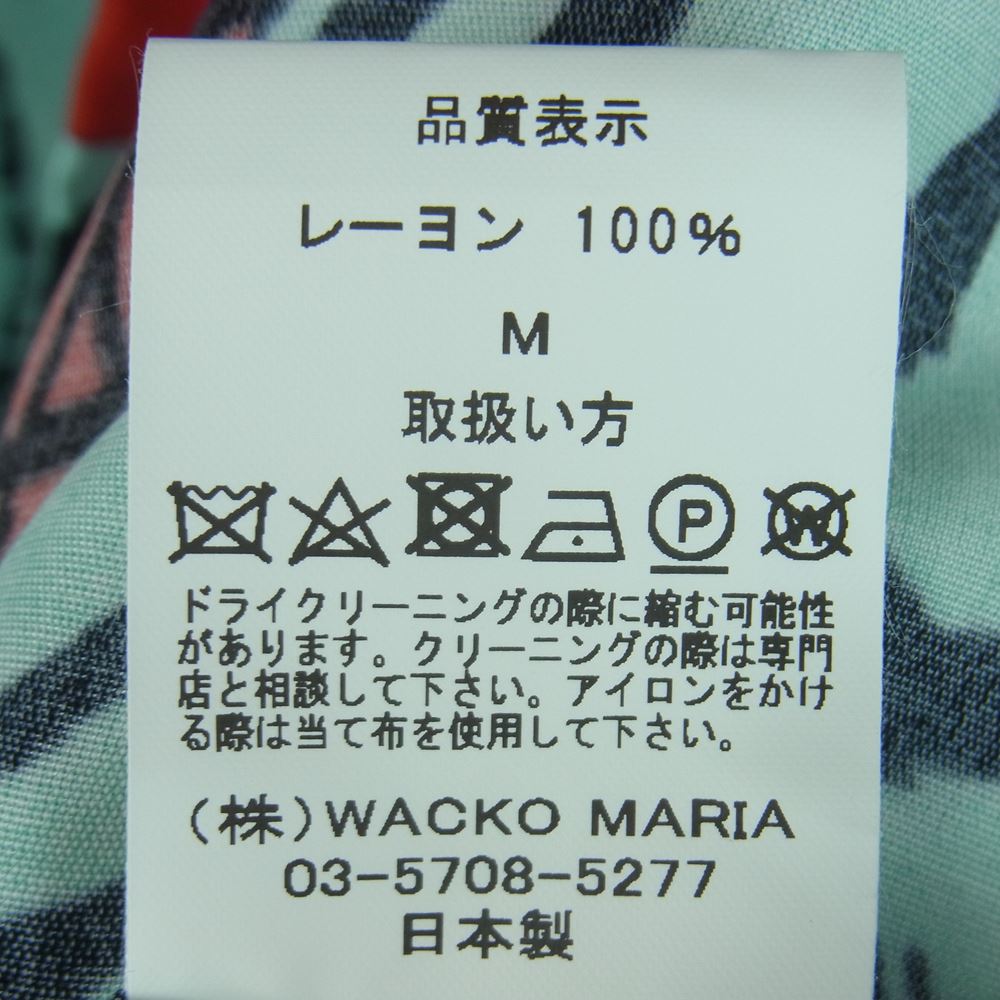 品質表示
レーヨン 100%
M
取扱い方
P W
ドライクリーニングの際に縮む可能性
があります。クリーニングの際は専門
店と相談して下さい。アイロンをかけ
る際は当て布を使用して下さい。
(株)WACKO MARIA
03-5708-5277
日本製